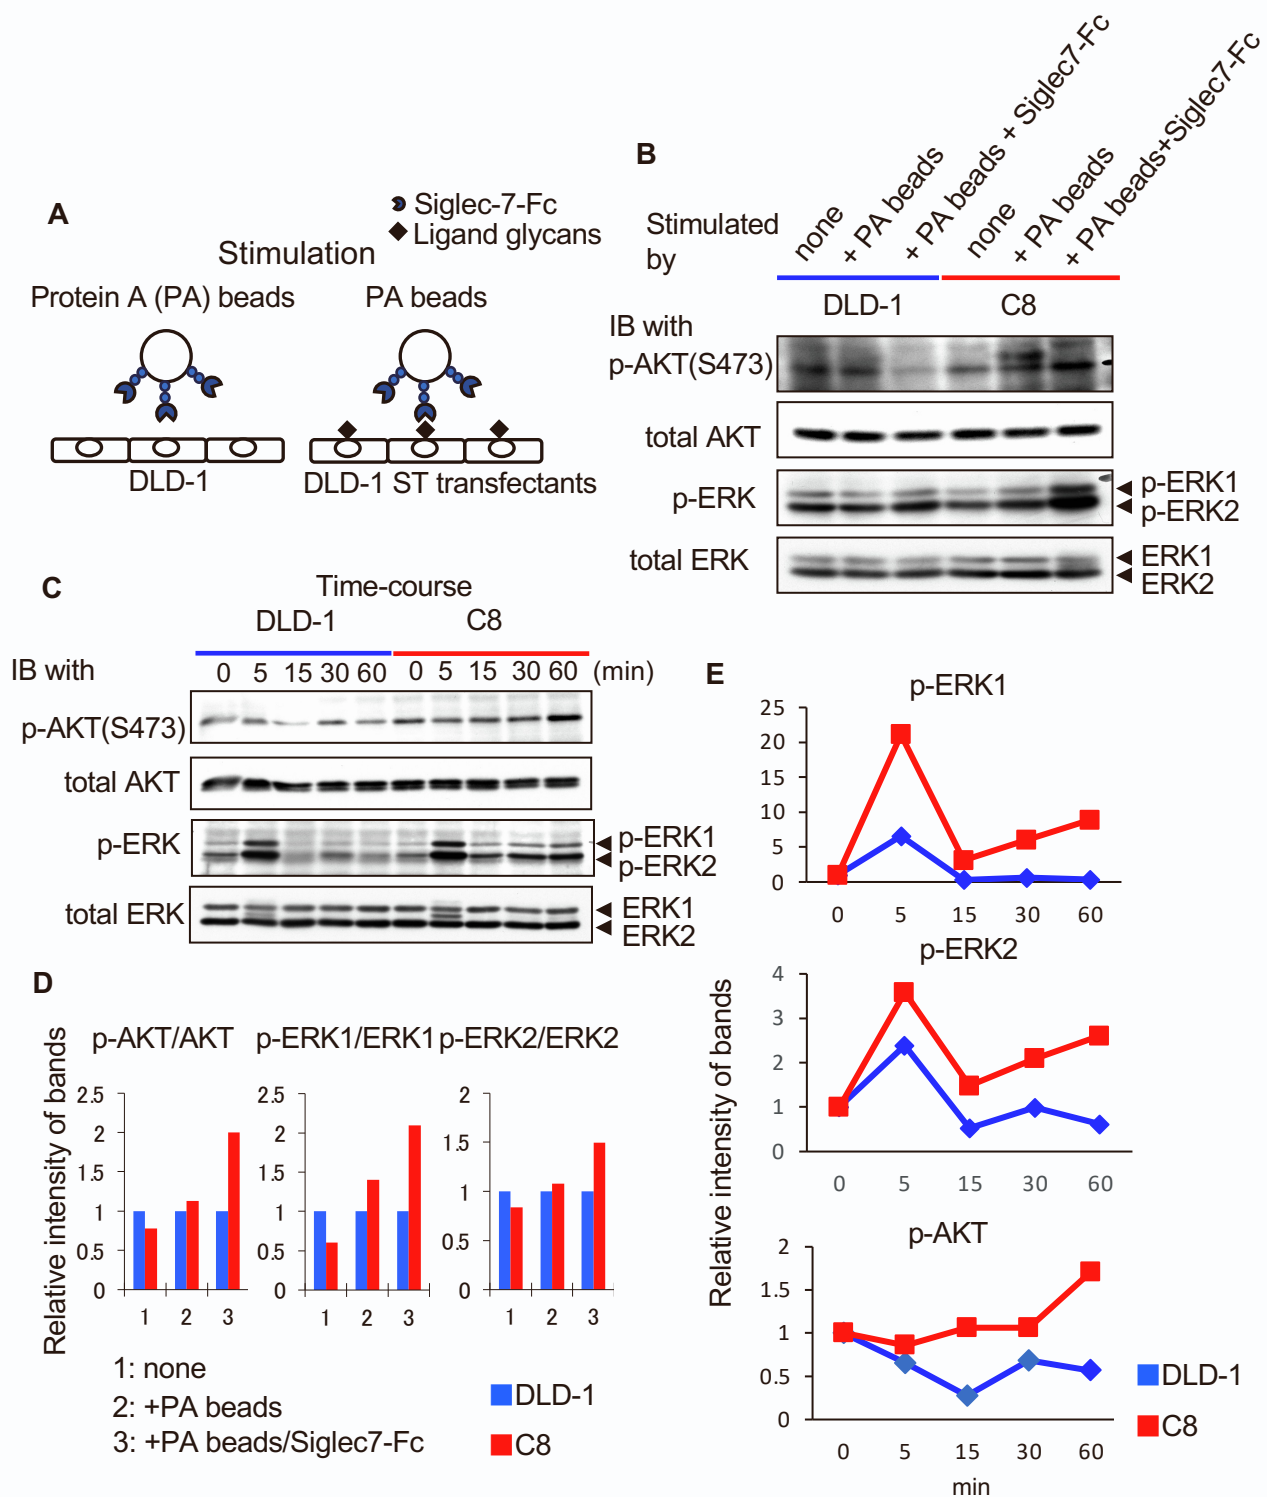 A
Siglec-7-Fc
Ligand glycans
Stimulation
Protein A (PA) beads
PA beads
DLD-1
DLD-1 ST transfectants
B
Stimulated
by
none
+ PA beads
+ PA beads + Siglec7-Fc
none
+ PA beads
+ PA beads+Siglec7-Fc
DLD-1
C8
IB with
p-AKT(S473)
total AKT
p-ERK
p-ERK1
p-ERK2
total ERK
ERK1
ERK2
C
Time-course
DLD-1
C8
IB with
0 5 15 30 60 0 5 15 30 60 (min)
p-AKT(S473)
total AKT
p-ERK
p-ERK1
p-ERK2
total ERK
ERK1
ERK2
D
Relative intensity of bands
p-AKT/AKT
2.5
2
1.5
1
0.5
0
1 2 3
p-ERK1/ERK1
2.5
2
1.5
1
0.5
0
1 2 3
p-ERK2/ERK2
2
1.5
1
0.5
0
1 2 3
1: none
2: +PA beads
3: +PA beads/Siglec7-Fc
DLD-1
C8
E
Relative intensity of bands
p-ERK1
25
20
15
10
5
0
0 5 15 30 60
p-ERK2
4
3
2
1
0
0 5 15 30 60
p-AKT
2
1.5
1
0.5
0
0 5 15 30 60
min
DLD-1
C8